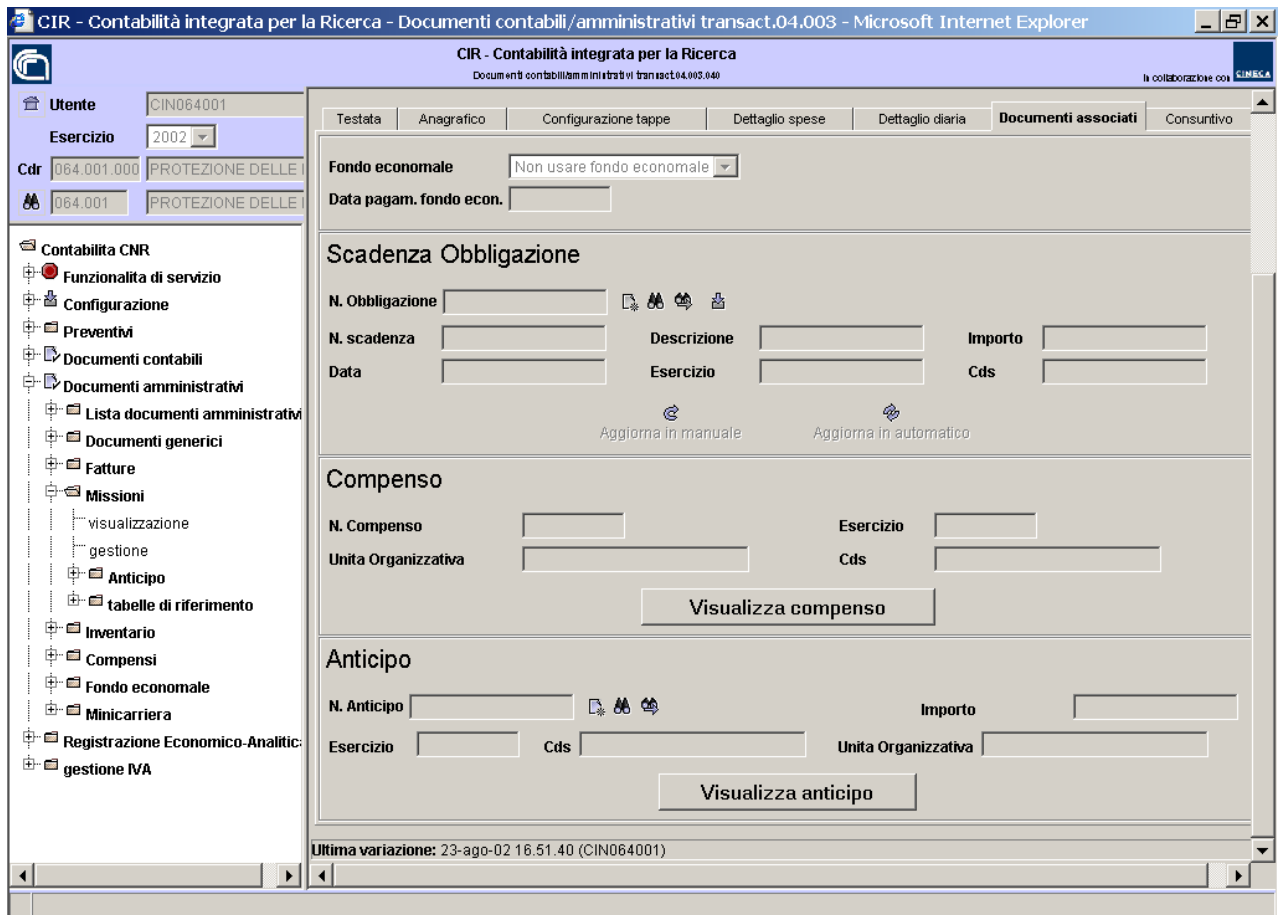 CIR - Contabilità integrata per la Ricerca - Documenti contabili/amministrativi transact.04.003 - Microsoft Internet Explorer
CIR - Contabilità integrata per la Ricerca
Documenti contabili/amministrativi transact.04.003.040
In collaborazione con CINECA
Utente CIN064001
Esercizio 2002
Cdr 064.001.000 PROTEZIONE DELLE I
064.001 PROTEZIONE DELLE I
Contabilita CNR
Funzionalita di servizio
Configurazione
Preventivi
Documenti contabili
Documenti amministrativi
Lista documenti amministrativi
Documenti generici
Fatture
Missioni
visualizzazione
gestione
Anticipo
tabelle di riferimento
Inventario
Compensi
Fondo economale
Minicarriera
Registrazione Economico-Analitica
gestione IVA
Testata Anagrafico Configurazione tappe Dettaglio spese Dettaglio diaria Documenti associati Consuntivo
Fondo economale Non usare fondo economale
Data pagam. fondo econ.
Scadenza Obbligazione
N. Obbligazione
N. scadenza Descrizione Importo
Data Esercizio Cds
Aggiorna in manuale Aggiorna in automatico
Compenso
N. Compenso Esercizio
Unita Organizzativa Cds
Visualizza compenso
Anticipo
N. Anticipo Importo
Esercizio Cds Unita Organizzativa
Visualizza anticipo
Ultima variazione: 23-ago-02 16.51.40 (CIN064001)